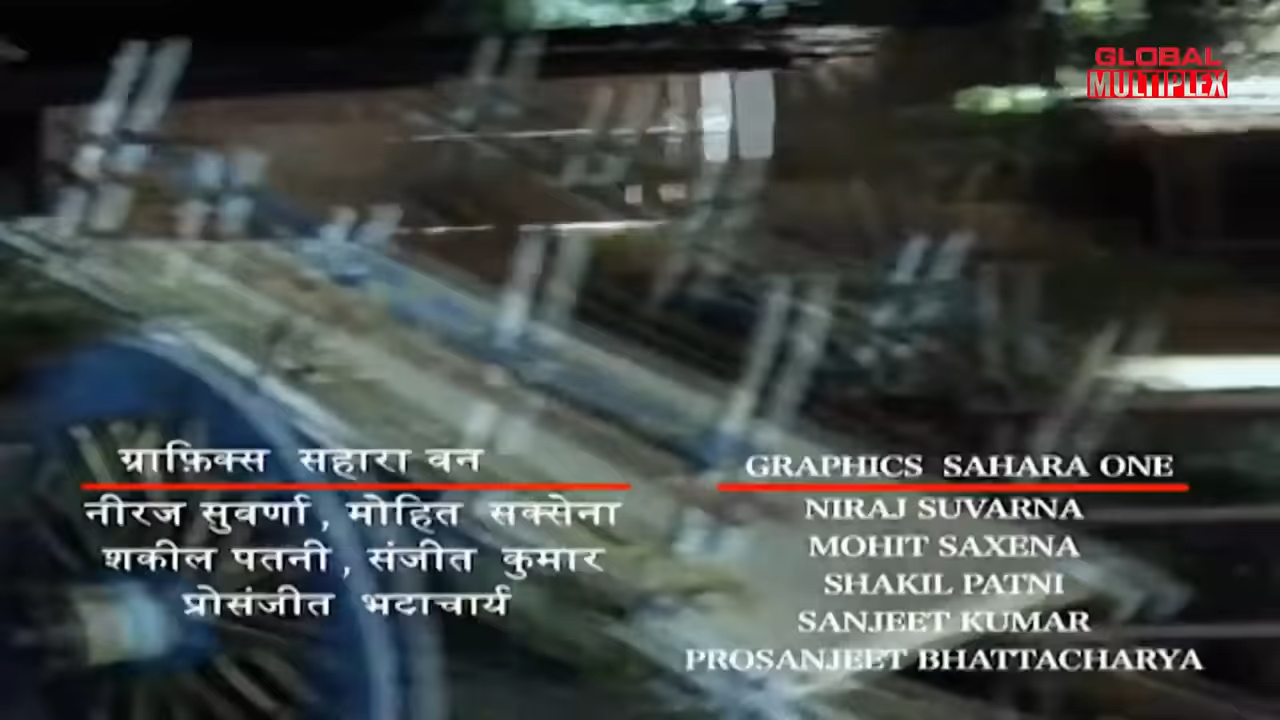 GLOBAL
MULTIPLEX
ग्राफ़िक्स सहारा वन
नीरज सुवर्णा, मोहित सक्सेना
शकील पतनी, संजीत कुमार
प्रोसंजीत भटाचार्य
GRAPHICS SAHARA ONE
NIRAJ SUVARNA
MOHIT SAXENA
SHAKIL PATNI
SANJEET KUMAR
PROSANJEET BHATTACHARYA